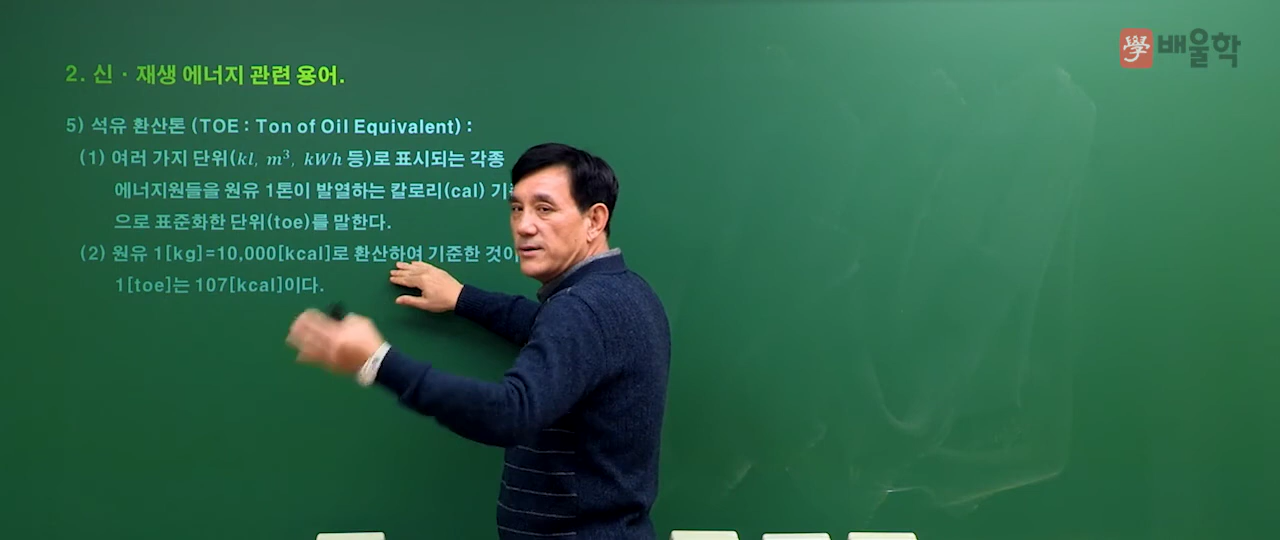 學 배울학
2. 신 · 재생 에너지 관련 용어.
5) 석유 환산톤 (TOE : Ton of Oil Equivalent) :
(1) 여러 가지 단위(kl, m³, kWh 등)로 표시되는 각종
에너지원들을 원유 1톤이 발열하는 칼로리(cal)
으로 표준화한 단위(toe)를 말한다.
(2) 원유 1[kg]=10,000[kcal]로 환산하여 기준한
1[toe]는 107[kcal]이다.